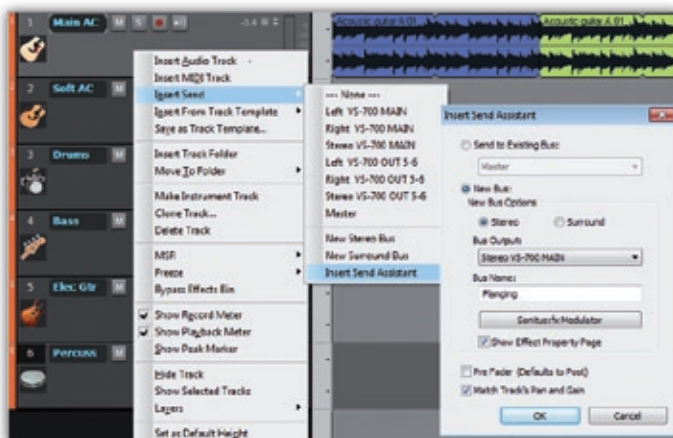 1 Main AC M S -3.4
Acoustic guitar A 01
Acoustic guitar A 01
2 Soft AC M
3 Drums M
4 Bass M
5 Elec Gtr M
6 Percuss M
Insert Audio Track
Insert MIDI Track
Insert Send
Insert From Track Template
Save as Track Template...
Insert Track Folder
Move To Folder
Make Instrument Track
Clone Track...
Delete Track
MSR
Freeze
Bypass Effects Bin
Show Record Meter
Show Playback Meter
Show Peak Marker
Hide Track
Show Selected Tracks
Layers
Set as Default Height
--- None ---
Left VS-700 MAIN
Right VS-700 MAIN
Stereo VS-700 MAIN
Left VS-700 OUT 5-6
Right VS-700 OUT 5-6
Stereo VS-700 OUT 5-6
Master
New Stereo Bus
New Surround Bus
Insert Send Assistant
Insert Send Assistant
Send to Existing Bus:
Master
New Bus:
New Bus Options
Stereo Surround
Bus Outputs
Stereo VS-700 MAIN
Bus Name:
Flanging
Sonitus:fx Modulator
Show Effect Property Page
Pre Fader (Defaults to Post)
Match Track's Pan and Gain
OK Cancel